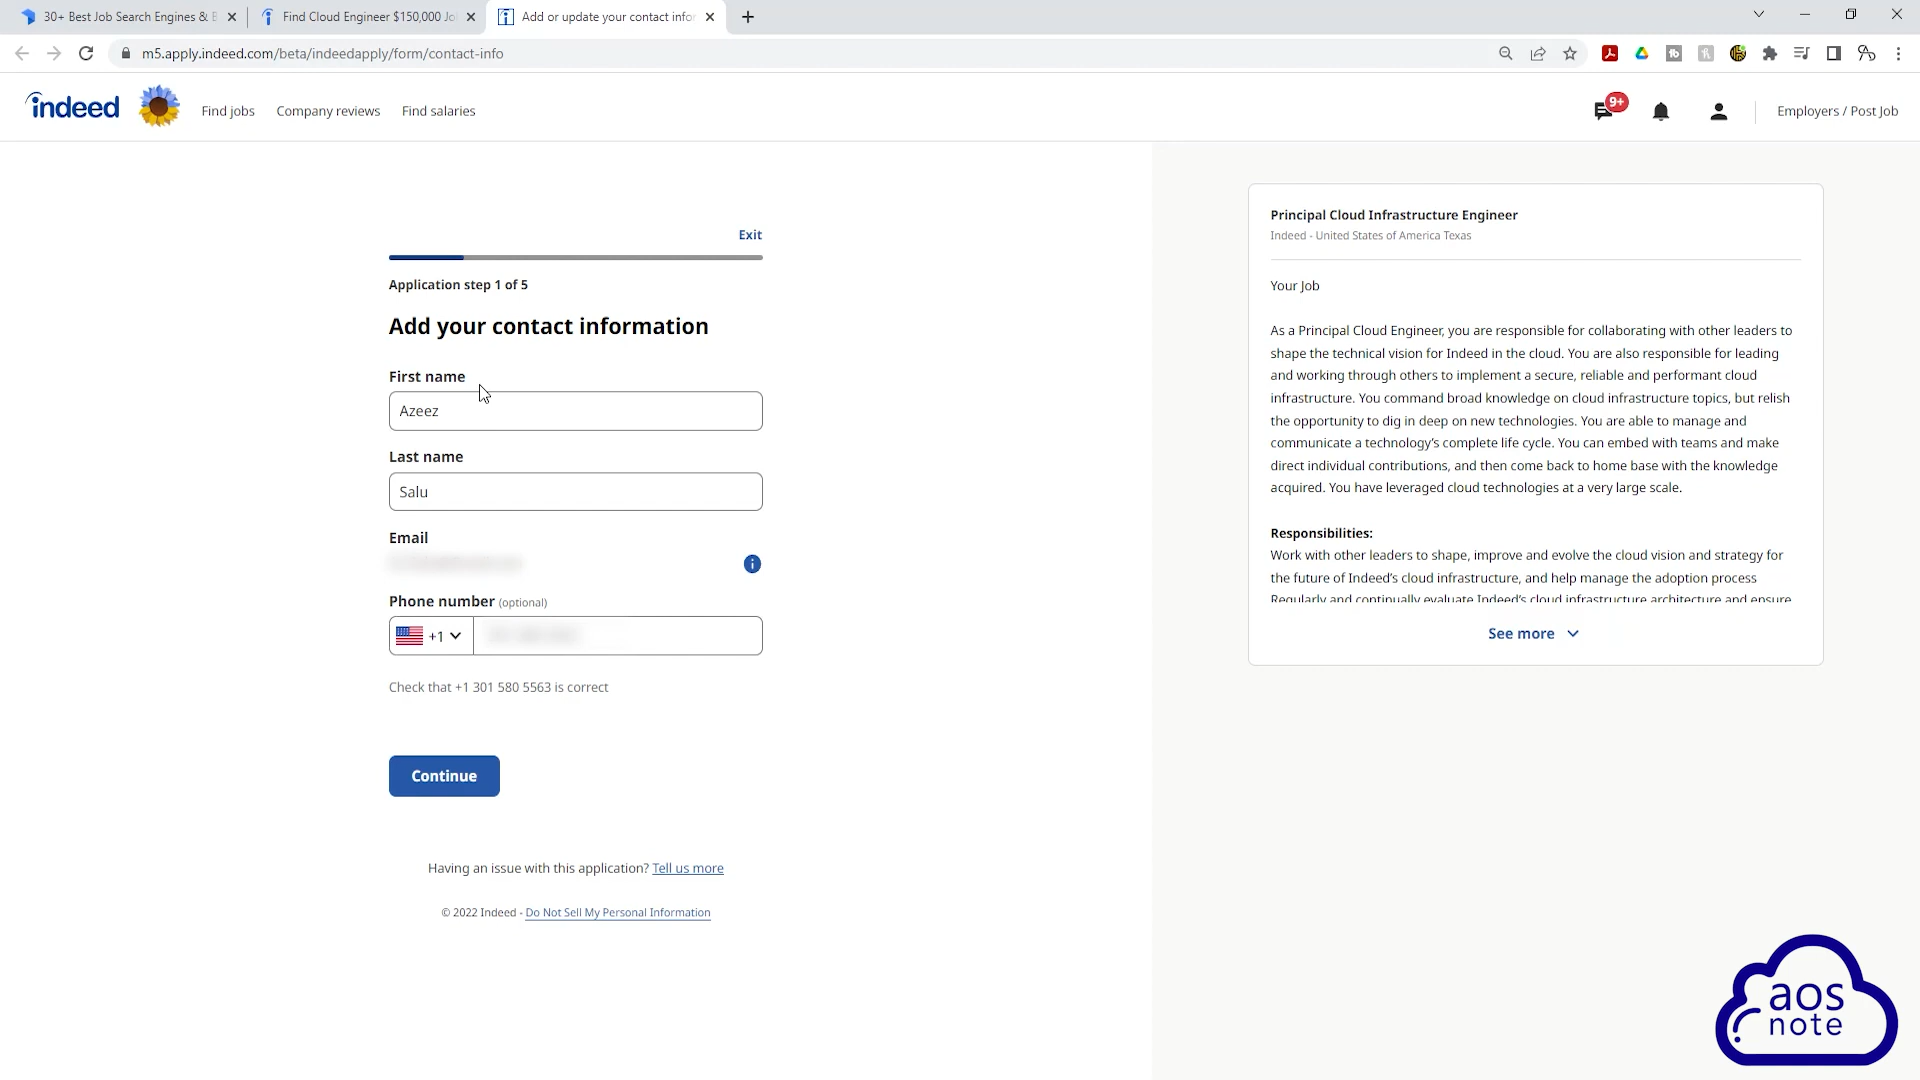 30+ Best Job Search Engines & B
Find Cloud Engineer $150,000 Jo
Add or update your contact infor
m5.apply.indeed.com/beta/indeedapply/form/contact-info
indeed
Find jobs
Company reviews
Find salaries
9+
Employers / Post Job
Exit
Application step 1 of 5
Add your contact information
First name
Azeez
Last name
Salu
Email
Phone number (optional)
+1
Check that +1 301 580 5563 is correct
Continue
Having an issue with this application? Tell us more
© 2022 Indeed - Do Not Sell My Personal Information
Principal Cloud Infrastructure Engineer
Indeed - United States of America Texas
Your Job
As a Principal Cloud Engineer, you are responsible for collaborating with other leaders to
shape the technical vision for Indeed in the cloud. You are also responsible for leading
and working through others to implement a secure, reliable and performant cloud
infrastructure. You command broad knowledge on cloud infrastructure topics, but relish
the opportunity to dig in deep on new technologies. You are able to manage and
communicate a technology's complete life cycle. You can embed with teams and make
direct individual contributions, and then come back to home base with the knowledge
acquired. You have leveraged cloud technologies at a very large scale.
Responsibilities:
Work with other leaders to shape, improve and evolve the cloud vision and strategy for
the future of Indeed's cloud infrastructure, and help manage the adoption process
Regularly and continually evaluate Indeed's cloud infrastructure architecture and ensure
See more
aos
note